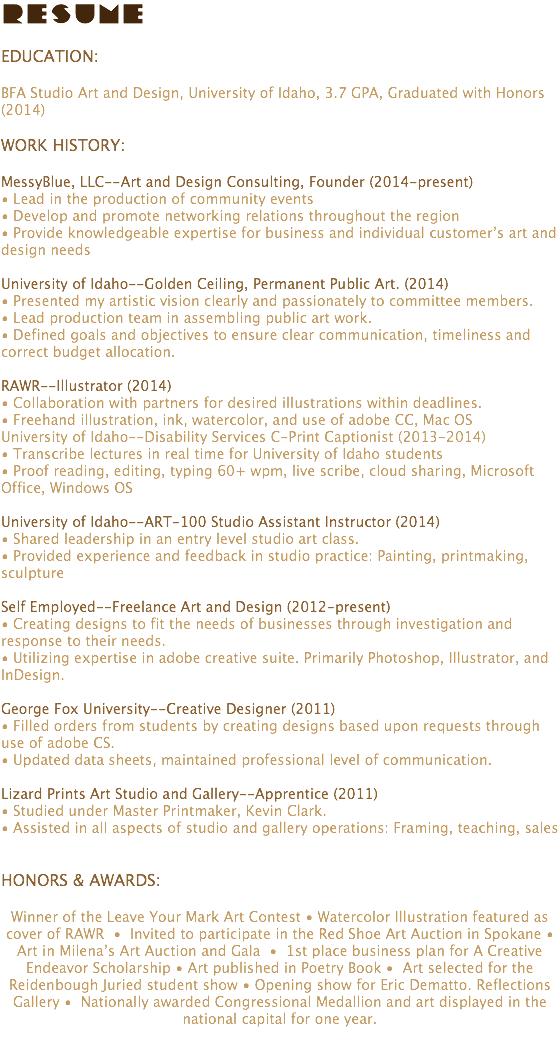 RESUME
EDUCATION:
BFA Studio Art and Design, University of Idaho, 3.7 GPA, Graduated with Honors
(2014)
WORK HISTORY:
MessyBlue, LLC--Art and Design Consulting, Founder (2014-present)
• Lead in the production of community events
• Develop and promote networking relations throughout the region
• Provide knowledgeable expertise for business and individual customer’s art and
design needs
University of Idaho--Golden Ceiling, Permanent Public Art. (2014)
• Presented my artistic vision clearly and passionately to committee members.
• Lead production team in assembling public art work.
• Defined goals and objectives to ensure clear communication, timeliness and
correct budget allocation.
RAWR--Illustrator (2014)
• Collaboration with partners for desired illustrations within deadlines.
• Freehand illustration, ink, watercolor, and use of adobe CC, Mac OS
University of Idaho--Disability Services C-Print Captionist (2013-2014)
• Transcribe lectures in real time for University of Idaho students
• Proof reading, editing, typing 60+ wpm, live scribe, cloud sharing, Microsoft
Office, Windows OS
University of Idaho--ART-100 Studio Assistant Instructor (2014)
• Shared leadership in an entry level studio art class.
• Provided experience and feedback in studio practice: Painting, printmaking,
sculpture
Self Employed--Freelance Art and Design (2012-present)
• Creating designs to fit the needs of businesses through investigation and
response to their needs.
• Utilizing expertise in adobe creative suite. Primarily Photoshop, Illustrator, and
InDesign.
George Fox University--Creative Designer (2011)
• Filled orders from students by creating designs based upon requests through
use of adobe CS.
• Updated data sheets, maintained professional level of communication.
Lizard Prints Art Studio and Gallery--Apprentice (2011)
• Studied under Master Printmaker, Kevin Clark.
• Assisted in all aspects of studio and gallery operations: Framing, teaching, sales
HONORS & AWARDS:
Winner of the Leave Your Mark Art Contest • Watercolor Illustration featured as
cover of RAWR • Invited to participate in the Red Shoe Art Auction in Spokane •
Art in Milena’s Art Auction and Gala • 1st place business plan for A Creative
Endeavor Scholarship • Art published in Poetry Book • Art selected for the
Reidenbough Juried student show • Opening show for Eric Dematto. Reflections
Gallery • Nationally awarded Congressional Medallion and art displayed in the
national capital for one year.